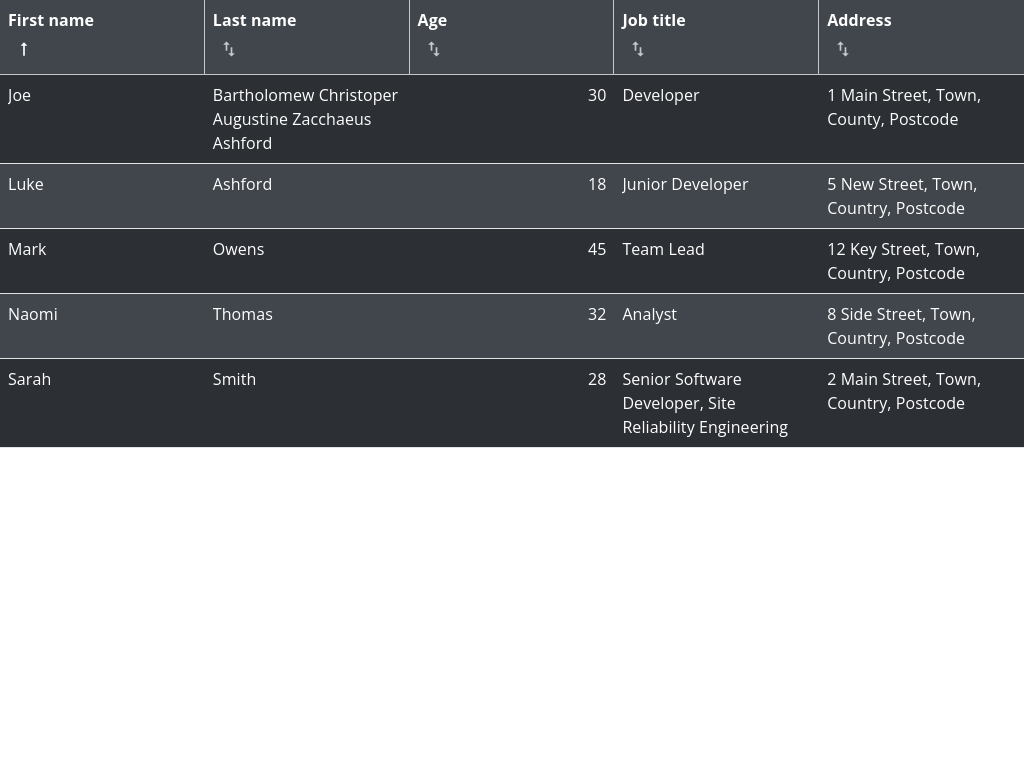 First name Last name Age Job title Address
Joe Bartholomew Christoper 30 Developer 1 Main Street, Town,
Augustine Zacchaeus County, Postcode
Ashford
Luke Ashford 18 Junior Developer 5 New Street, Town,
Country, Postcode
Mark Owens 45 Team Lead 12 Key Street, Town,
Country, Postcode
Naomi Thomas 32 Analyst 8 Side Street, Town,
Country, Postcode
Sarah Smith 28 Senior Software 2 Main Street, Town,
Developer, Site Country, Postcode
Reliability Engineering